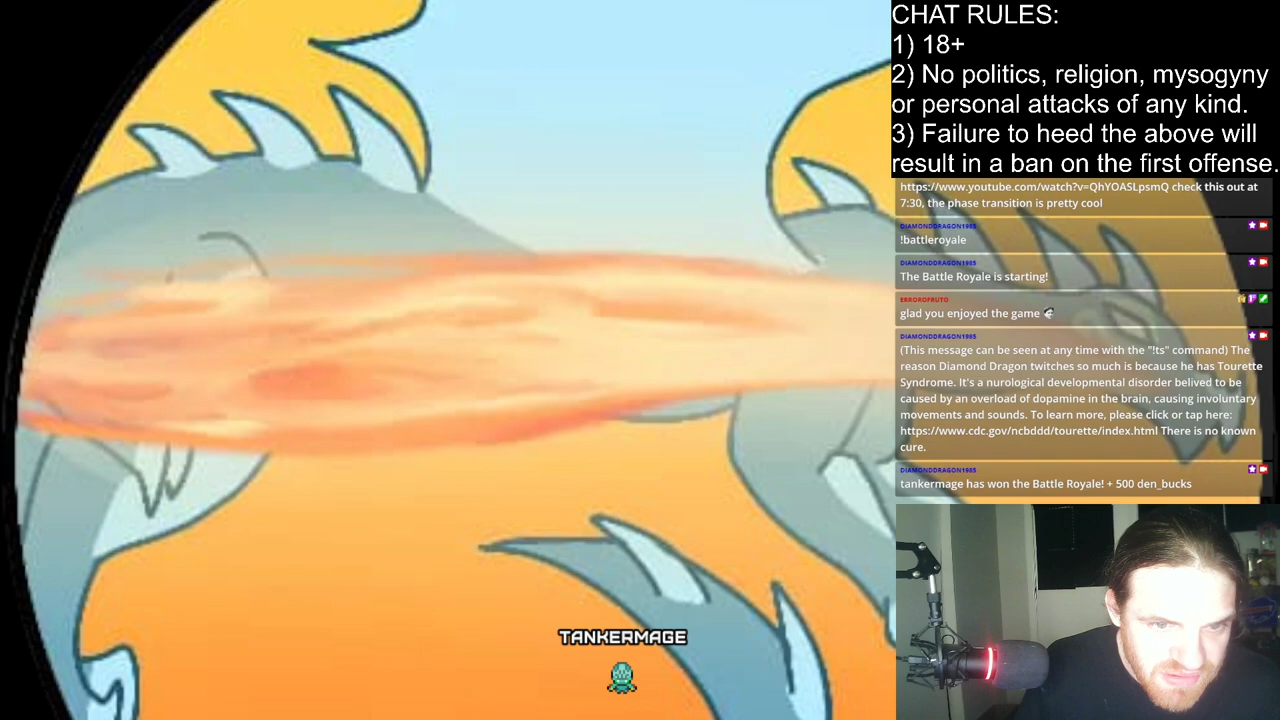 CHAT RULES:
1) 18+
2) No politics, religion, mysogyny
or personal attacks of any kind.
3) Failure to heed the above will
result in a ban on the first offense.
https://www.youtube.com/watch?v=QhYOASLpsmQ check this out at
7:30, the phase transition is pretty cool
DIAMONDDRAGON1985
!battleroyale
DIAMONDDRAGON1985
The Battle Royale is starting!
ERROROFRUTO
glad you enjoyed the game
DIAMONDDRAGON1985
(This message can be seen at any time with the "!ts" command) The
reason Diamond Dragon twitches so much is because he has Tourette
Syndrome. It's a nurological developmental disorder belived to be
caused by an overload of dopamine in the brain, causing involuntary
movements and sounds. To learn more, please click or tap here:
https://www.cdc.gov/ncbddd/tourette/index.html There is no known
cure.
DIAMONDDRAGON1985
tankermage has won the Battle Royale! + 500 den_bucks
TANKERMAGE